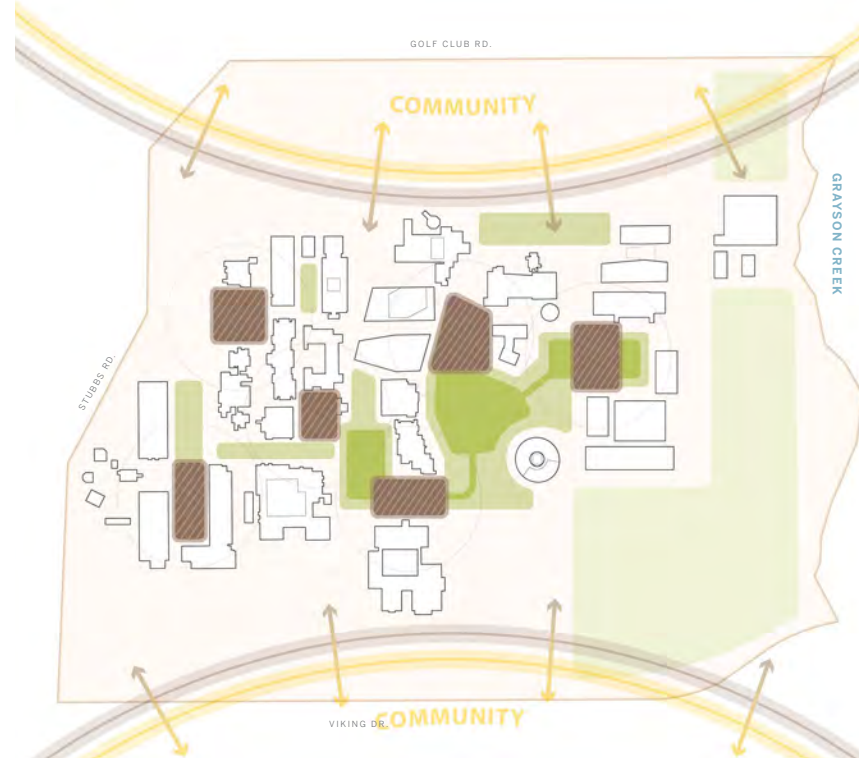 GOLF CLUB RD.
COMMUNITY
GRAYSON CREEK
STUBBS RD.
VIKING DR.
COMMUNITY